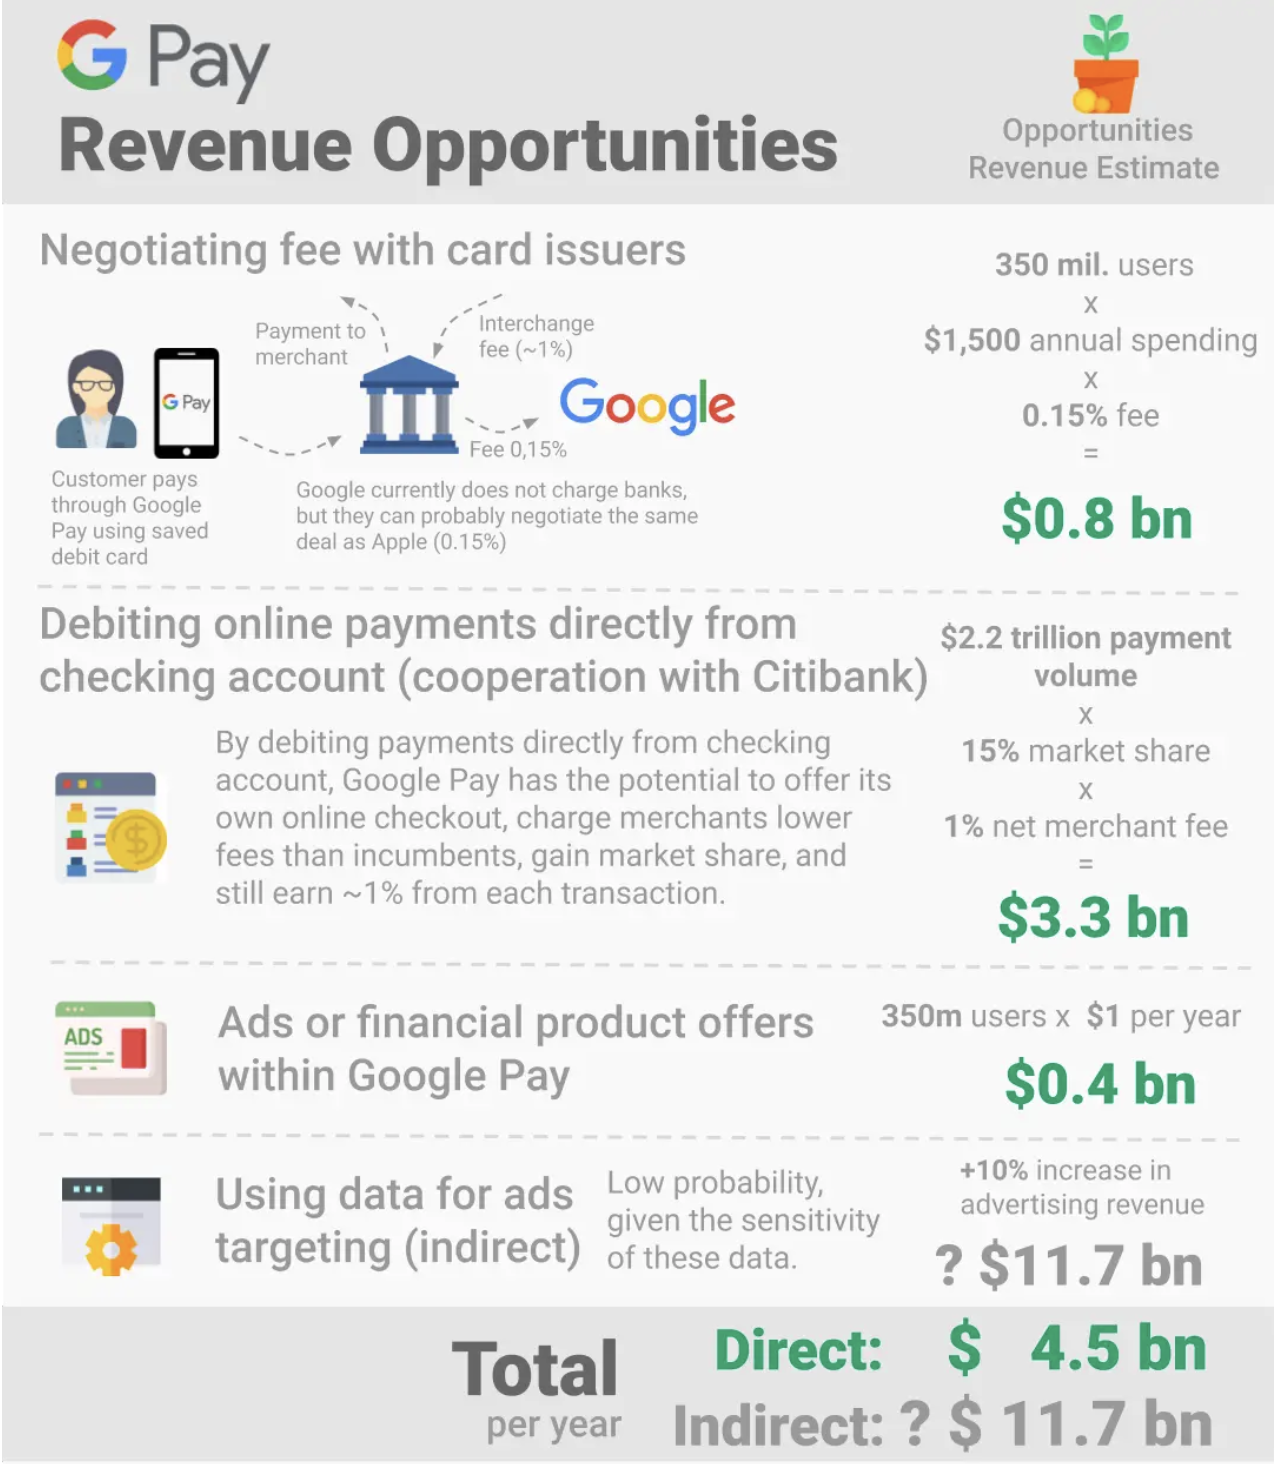 G Pay
Revenue Opportunities
Opportunities
Revenue Estimate
Negotiating fee with card issuers
Payment to
merchant
Interchange
fee (~1%)
G Pay
Google
Fee 0,15%
Customer pays
through Google
Pay using saved
debit card
Google currently does not charge banks,
but they can probably negotiate the same
deal as Apple (0.15%)
350 mil. users
x
$1,500 annual spending
x
0.15% fee
=
$0.8 bn
Debiting online payments directly from
checking account (cooperation with Citibank)
By debiting payments directly from checking
account, Google Pay has the potential to offer its
own online checkout, charge merchants lower
fees than incumbents, gain market share, and
still earn ~1% from each transaction.
$
$2.2 trillion payment
volume
x
15% market share
x
1% net merchant fee
=
$3.3 bn
ADS
Ads or financial product offers
within Google Pay
350m users x $1 per year
$0.4 bn
Using data for ads
targeting (indirect)
Low probability,
given the sensitivity
of these data.
+10% increase in
advertising revenue
? $11.7 bn
Total
per year
Direct: $ 4.5 bn
Indirect: ? $ 11.7 bn